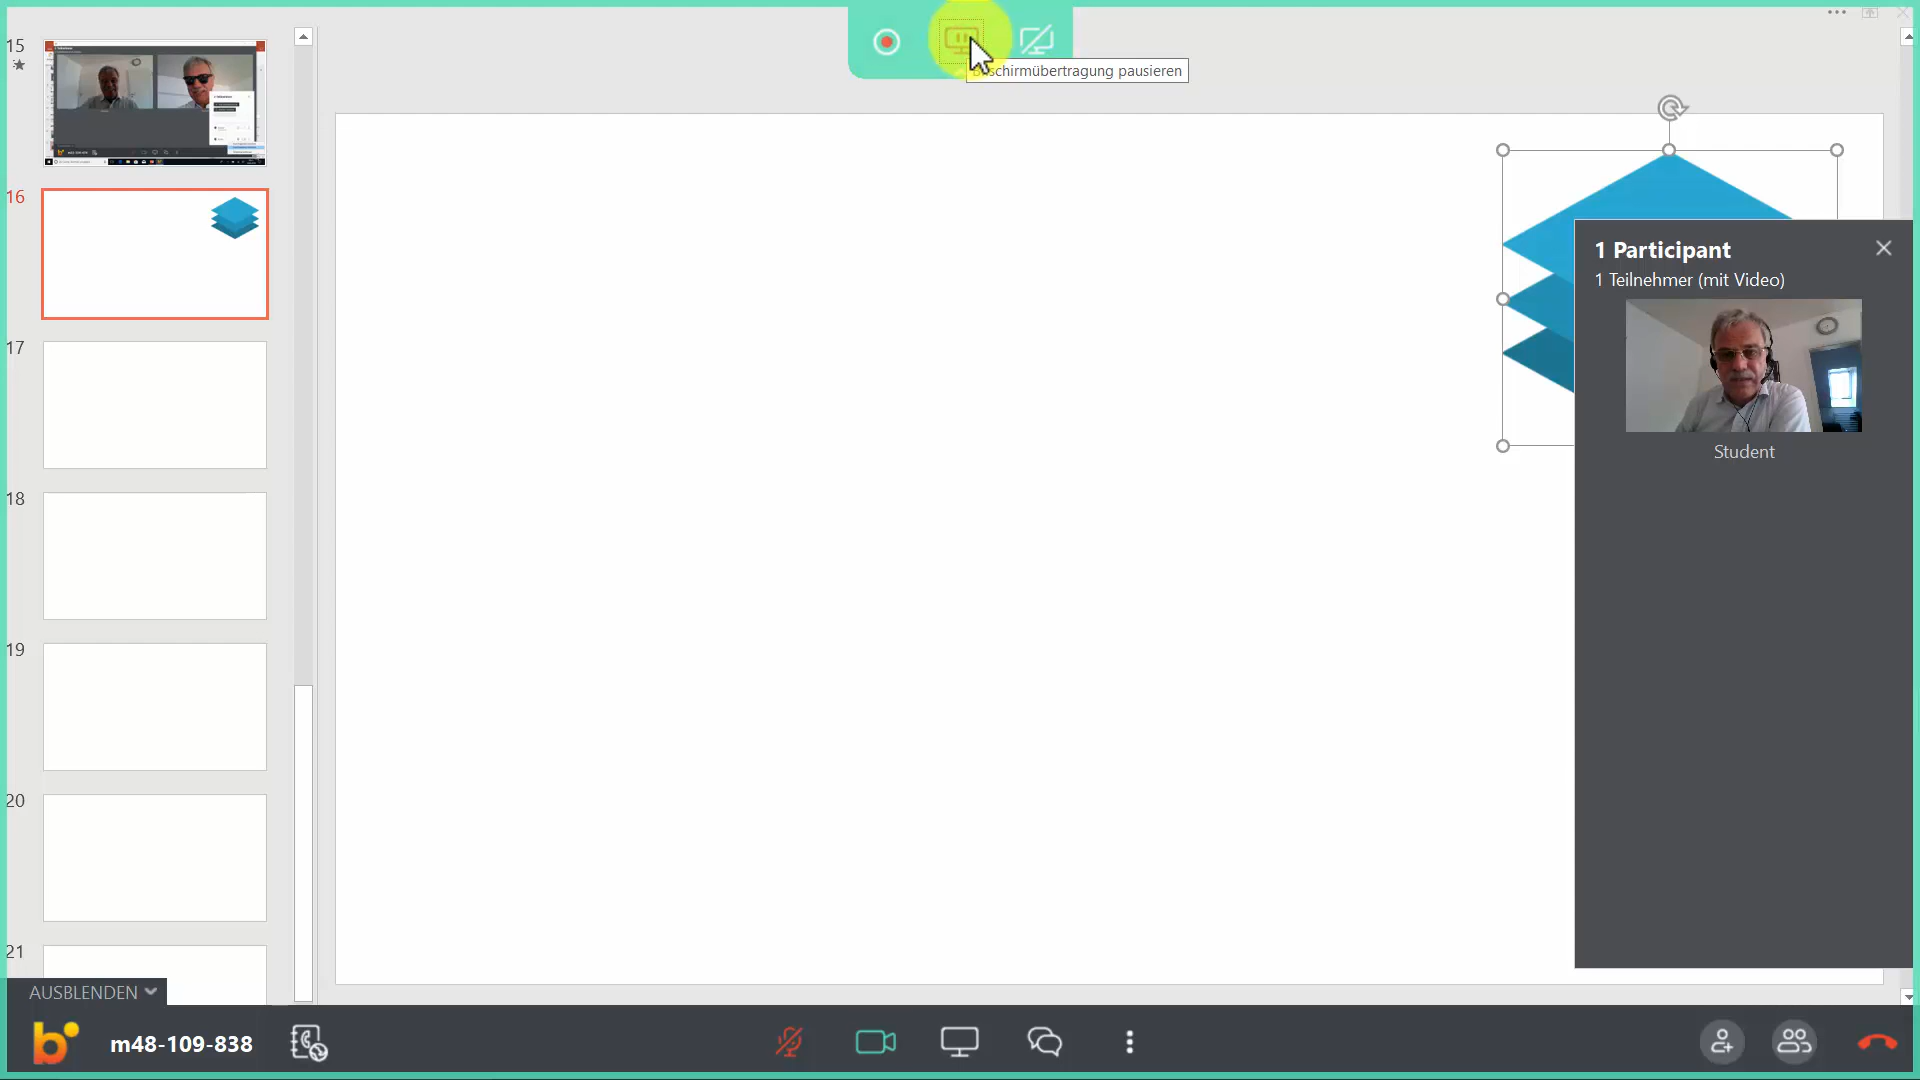 15
16
17
18
19
20
21
schirmübertragung pausieren
1 Participant
1 Teilnehmer (mit Video)
Student
AUSBLENDEN
b
m48-109-838